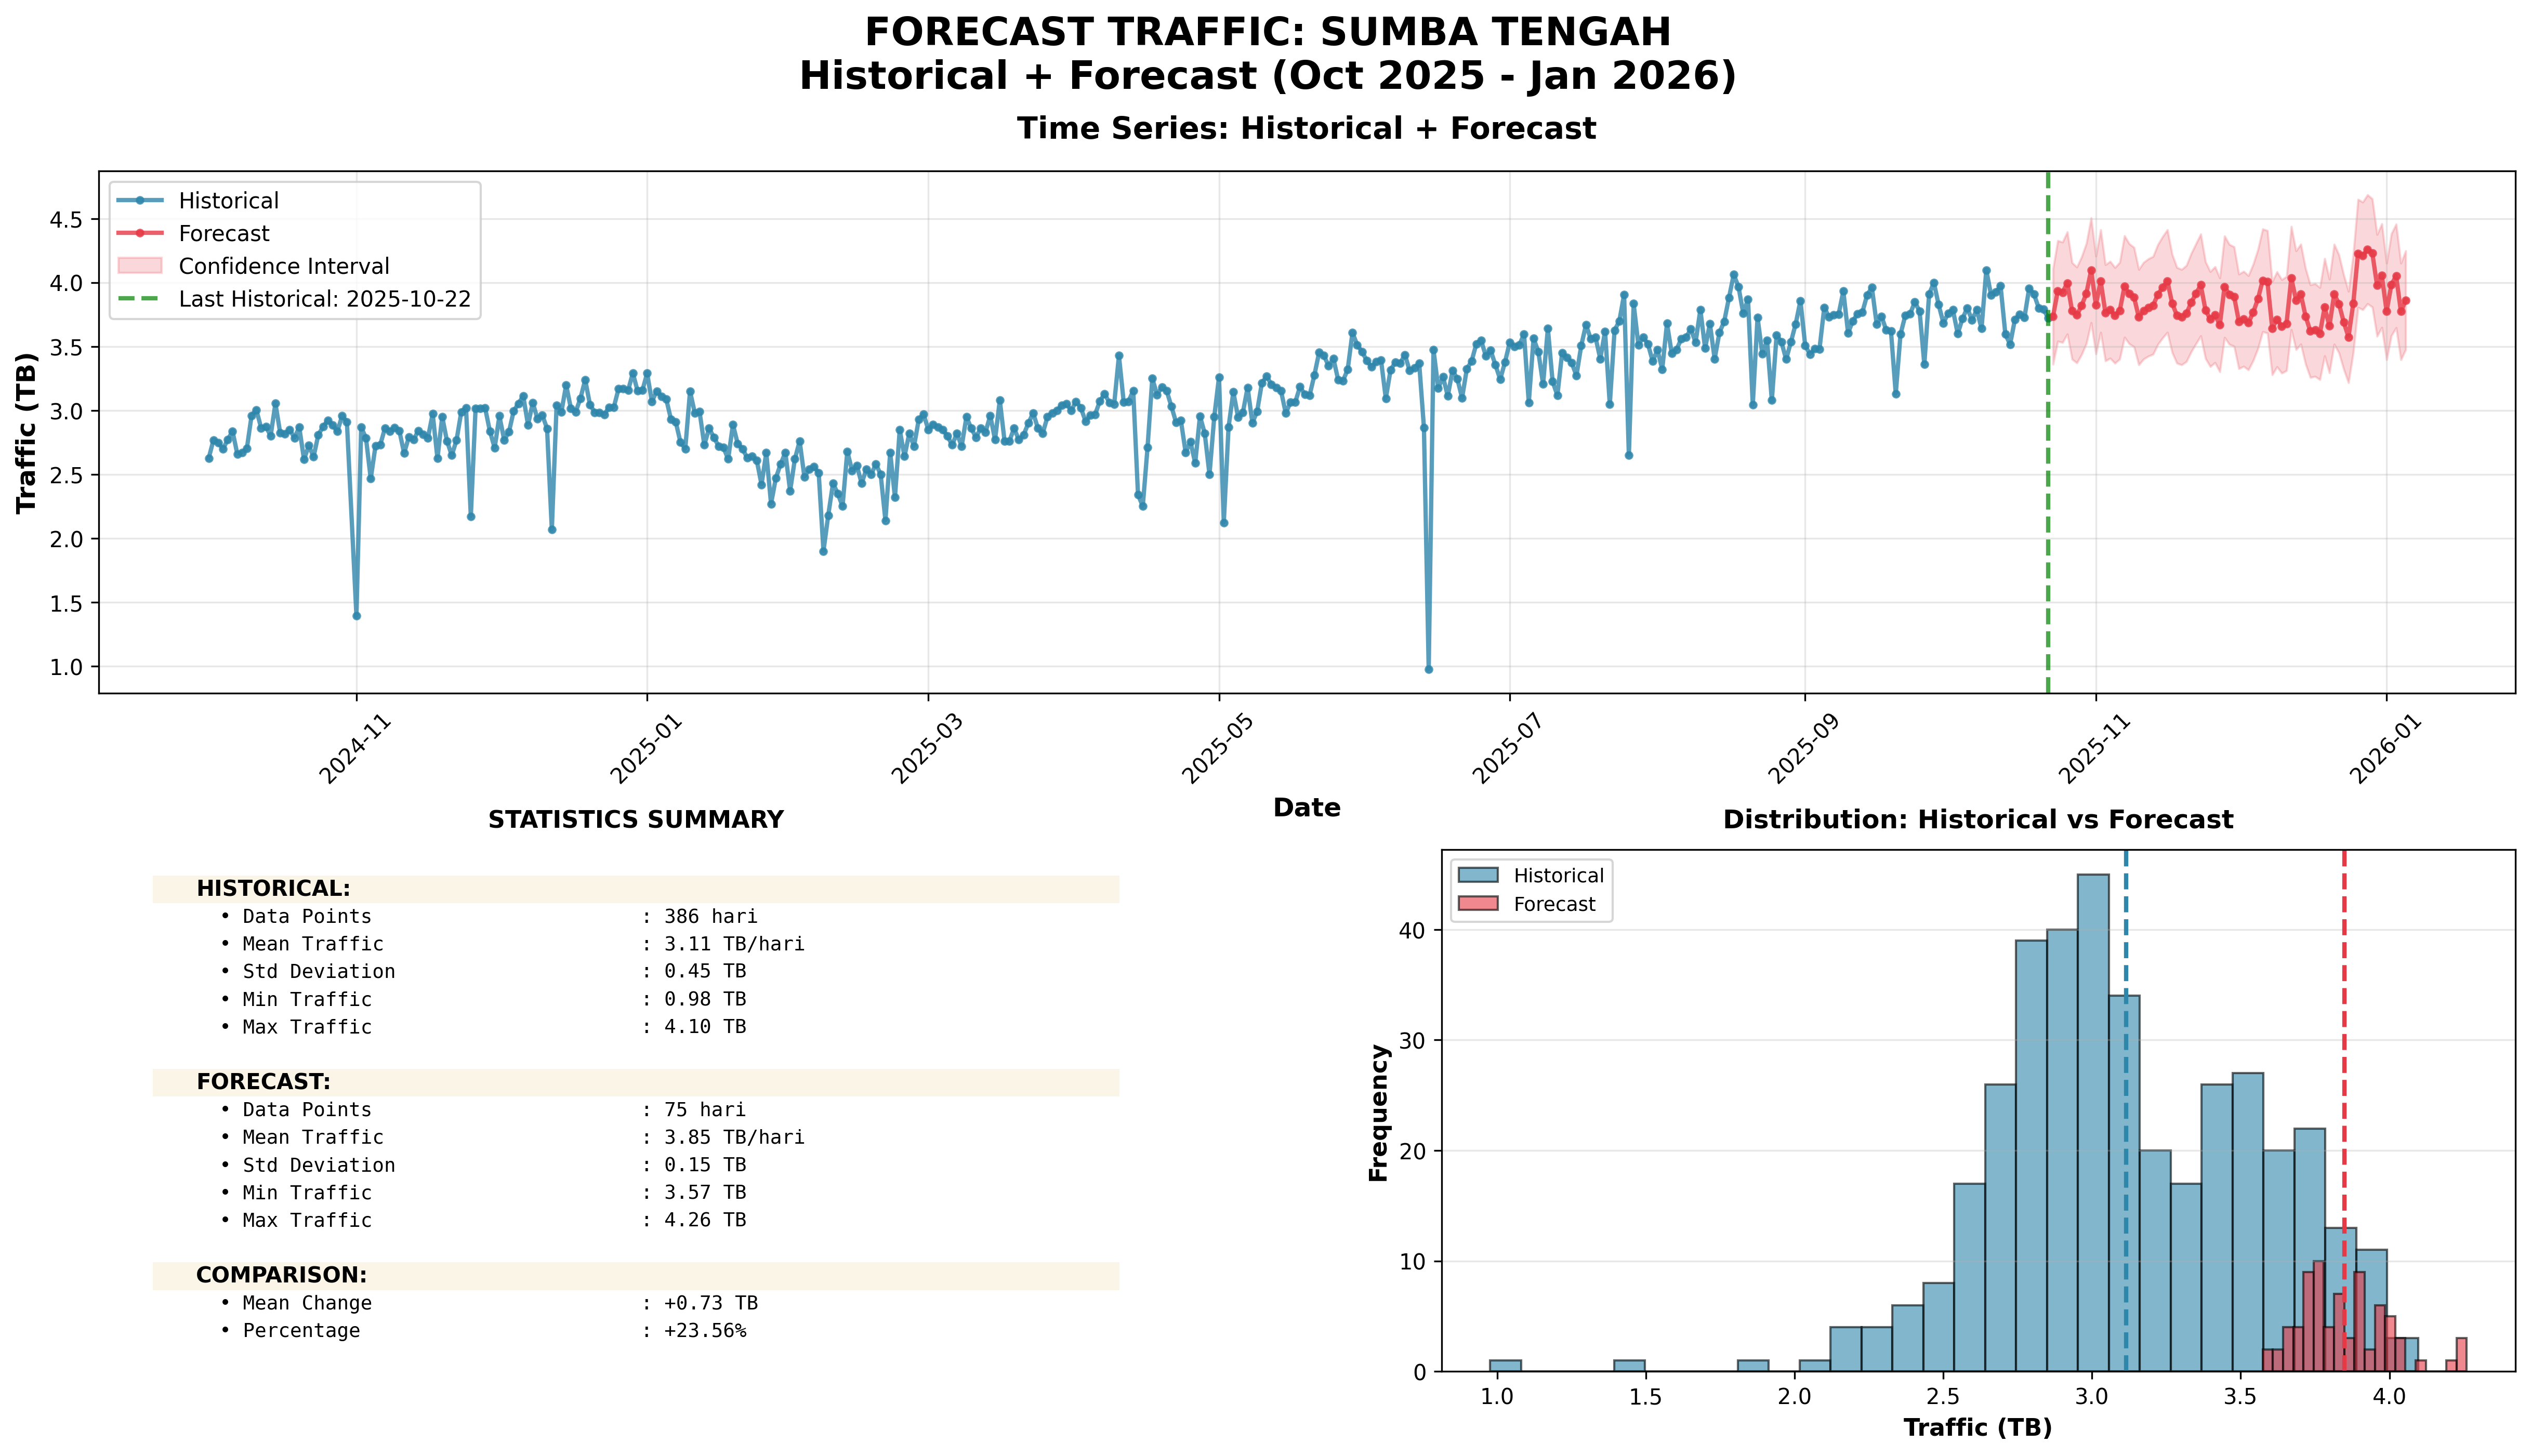 FORECAST TRAFFIC: SUMBA TENGAH
Historical + Forecast (Oct 2025 - Jan 2026)
Time Series: Historical + Forecast
Historical
Forecast
Confidence Interval
Last Historical: 2025-10-22
Traffic (TB)
4.5
4.0
3.5
3.0
2.5
2.0
1.5
1.0
2024-11
2025-01
2025-03
2025-05
2025-07
2025-09
2025-11
2026-01
Date
STATISTICS SUMMARY
HISTORICAL:
• Data Points : 386 hari
• Mean Traffic : 3.11 TB/hari
• Std Deviation : 0.45 TB
• Min Traffic : 0.98 TB
• Max Traffic : 4.10 TB
FORECAST:
• Data Points : 75 hari
• Mean Traffic : 3.85 TB/hari
• Std Deviation : 0.15 TB
• Min Traffic : 3.57 TB
• Max Traffic : 4.26 TB
COMPARISON:
• Mean Change : +0.73 TB
• Percentage : +23.56%
Distribution: Historical vs Forecast
Historical
Forecast
Frequency
40
30
20
10
0
1.0
1.5
2.0
2.5
3.0
3.5
4.0
Traffic (TB)